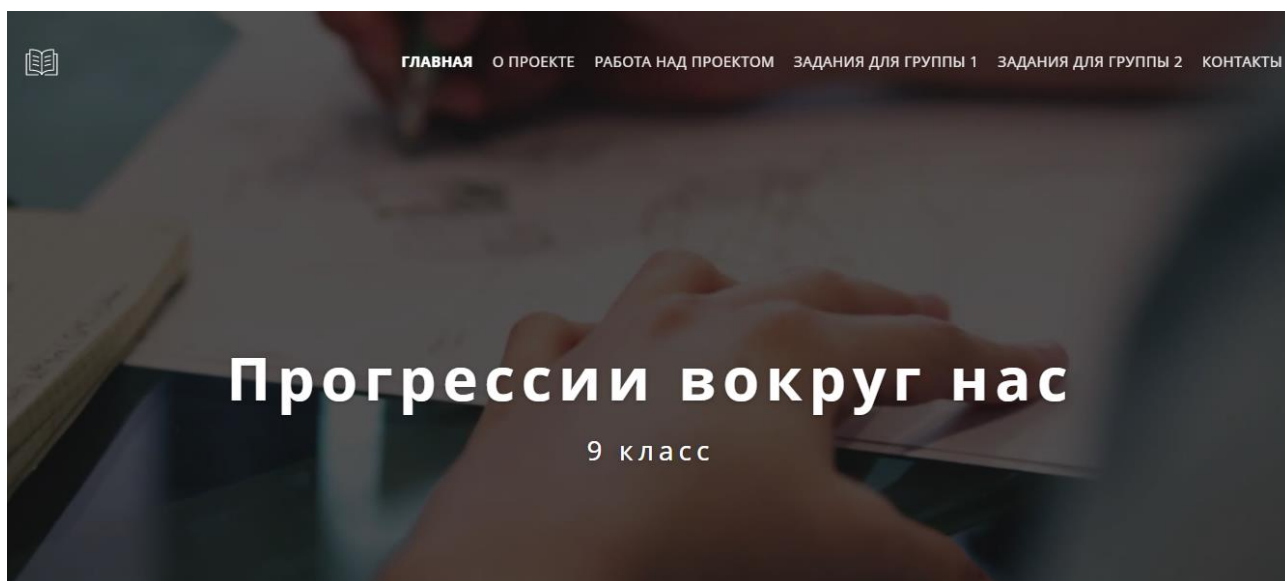 ГЛАВНАЯ О ПРОЕКТЕ РАБОТА НАД ПРОЕКТОМ ЗАДАНИЯ ДЛЯ ГРУППЫ 1 ЗАДАНИЯ ДЛЯ ГРУППЫ 2 КОНТАКТЫ
Прогрессии вокруг нас
9 класс